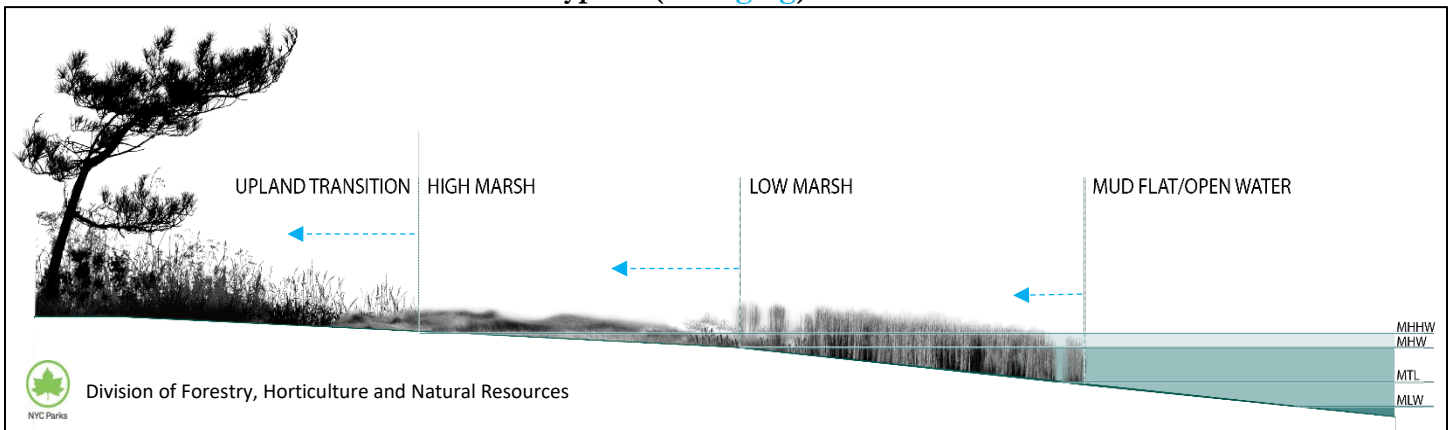 UPLAND TRANSITION
HIGH MARSH
LOW MARSH
MUD FLAT/OPEN WATER
MHHW
MHW
MTL
MLW
Division of Forestry, Horticulture and Natural Resources
NYC Parks